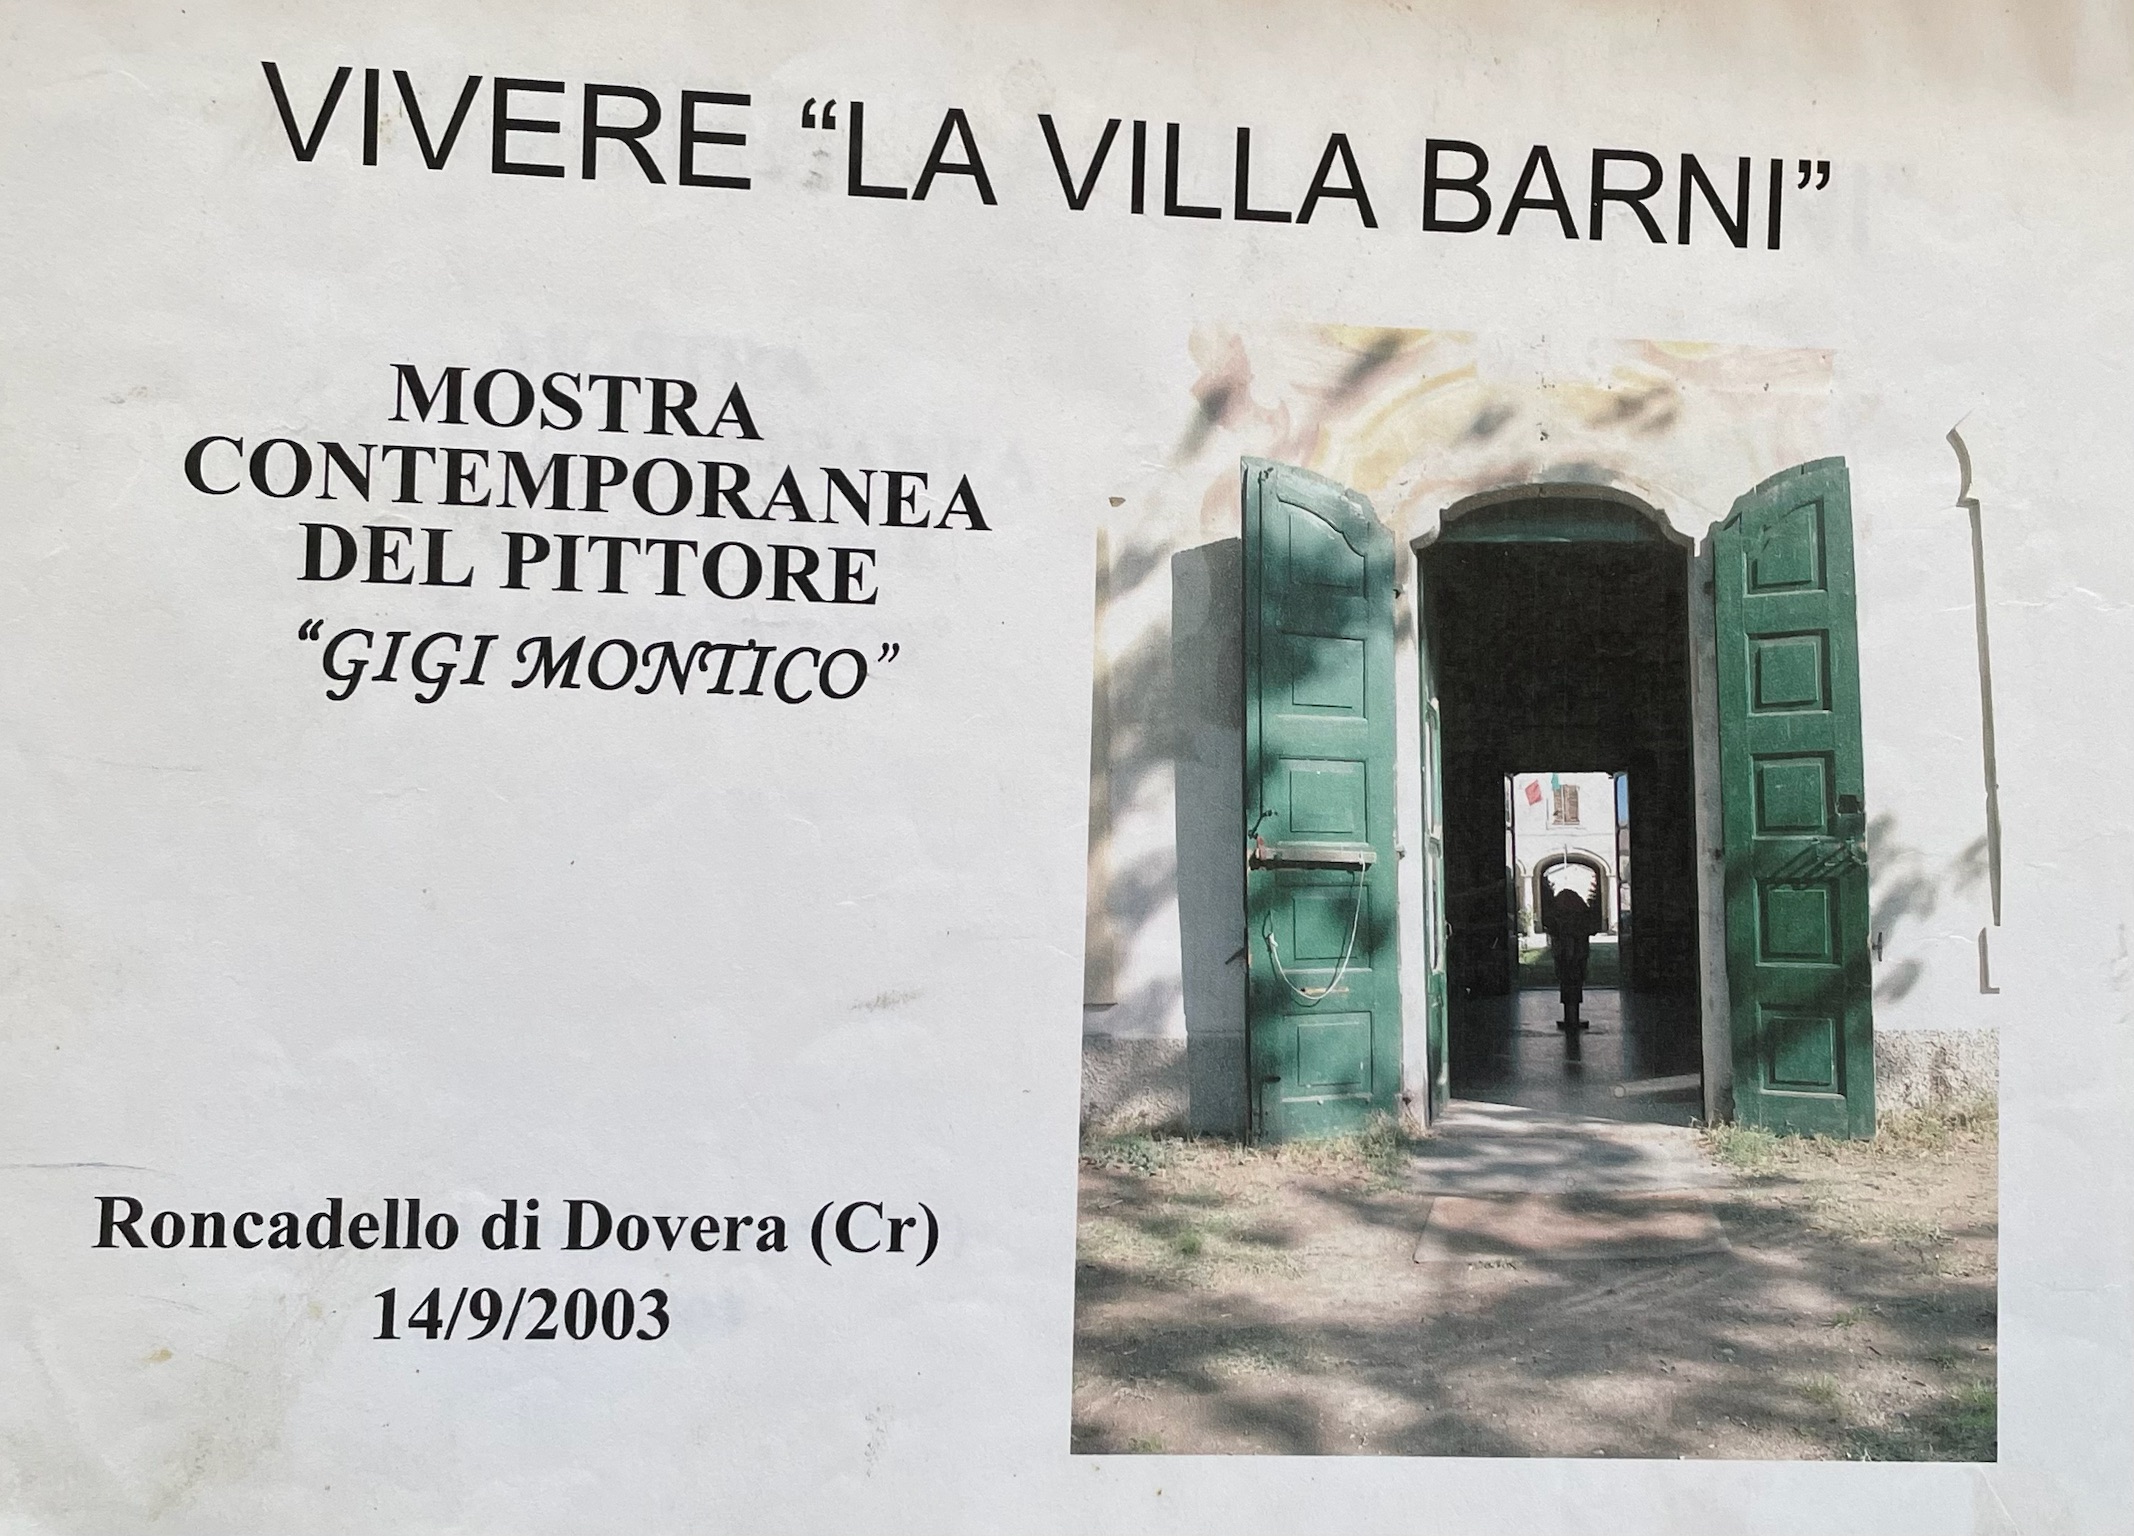 VIVERE “LA VILLA BARNI”
MOSTRA
CONTEMPORANEA
DEL PITTORE
“GIGI MONTICO”
Roncadello di Dovera (Cr)
14/9/2003